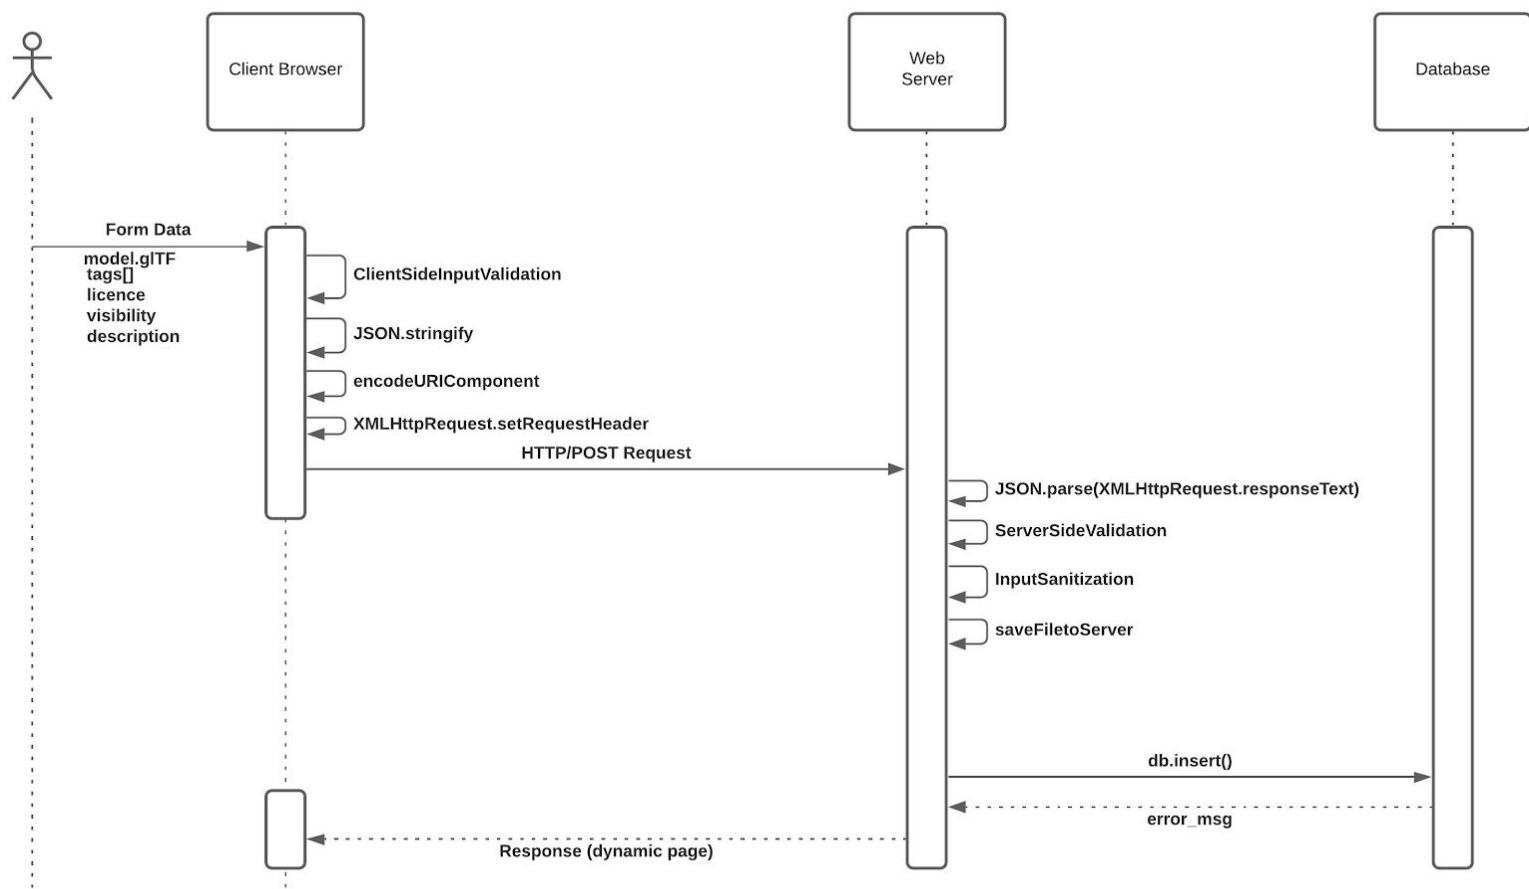 Client Browser
Web
Server
Database
Form Data
model.glTF
tags[]
licence
visibility
description
ClientSideInputValidation
JSON.stringify
encodeURIComponent
XMLHttpRequest.setRequestHeader
HTTP/POST Request
JSON.parse(XMLHttpRequest.responseText)
ServerSideValidation
InputSanitization
saveFiletoServer
db.insert()
error_msg
Response (dynamic page)